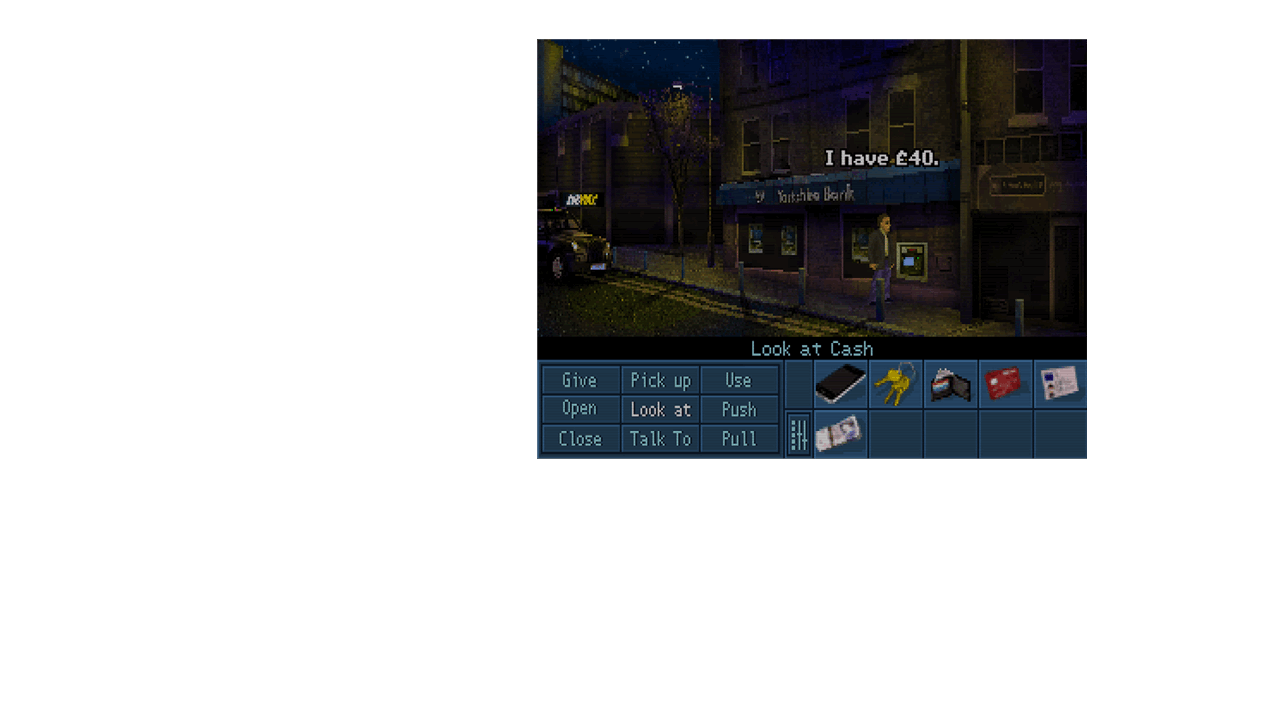 I have £40.
Yorkshire Bank
Look at Cash
Give
Pick up
Use
Open
Look at
Push
Close
Talk To
Pull